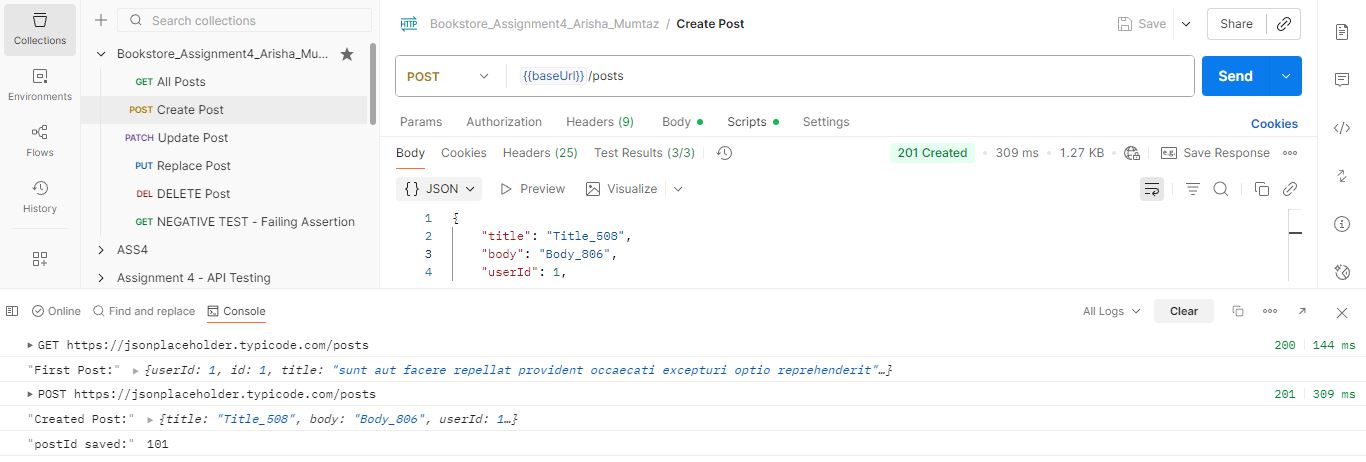 Collections
Environments
Flows
History
Search collections
Bookstore_Assignment4_Arisha_Mu...
GET All Posts
POST Create Post
PATCH Update Post
PUT Replace Post
DEL DELETE Post
GET NEGATIVE TEST - Failing Assertion
ASS4
Assignment 4 - API Testing
HTTP Bookstore_Assignment4_Arisha_Mumtaz / Create Post
Save Share
POST {{baseUrl}} /posts Send
Params Authorization Headers (9) Body Scripts Settings Cookies
Body Cookies Headers (25) Test Results (3/3) 201 Created 309 ms 1.27 KB e.g. Save Response
{} JSON Preview Visualize
1 {
2 "title": "Title_508",
3 "body": "Body_806",
4 "userId": 1,
Online Find and replace Console All Logs Clear
GET https://jsonplaceholder.typicode.com/posts 200 144 ms
"First Post:" {userId: 1, id: 1, title: "sunt aut facere repellat provident occaecati excepturi optio reprehenderit"…}
POST https://jsonplaceholder.typicode.com/posts 201 309 ms
"Created Post:" {title: "Title_508", body: "Body_806", userId: 1…}
"postId saved:" 101